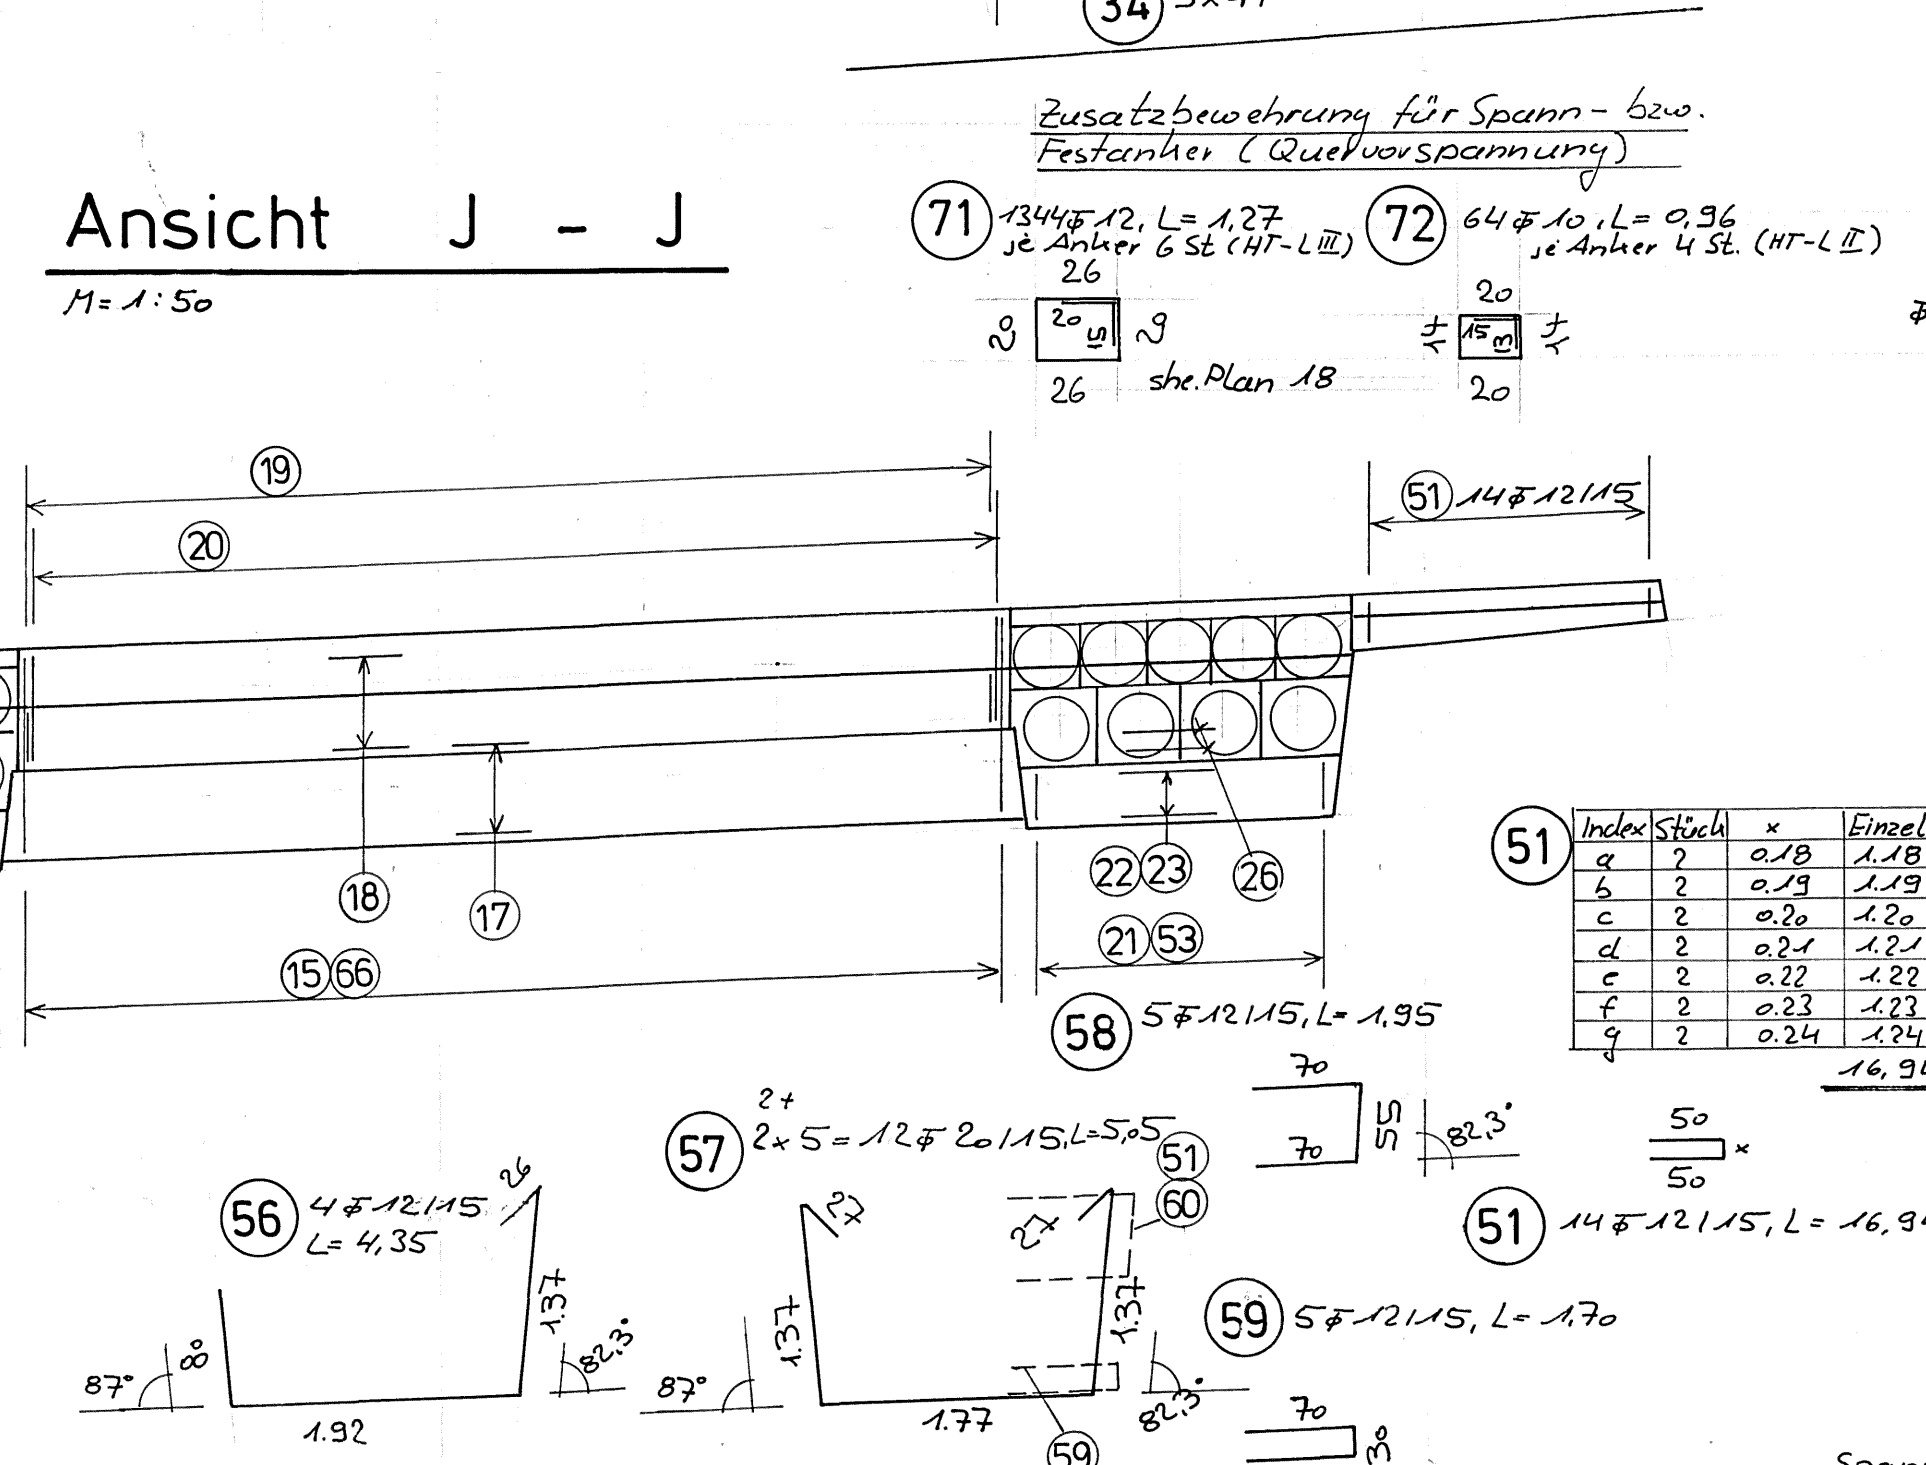 34
Zusatzbewehrung für Spann- bzw.
Festanker (Quervorspannung)
Ansicht J - J
M = 1 : 50
71 1344 ⌀ 12, L = 1,27
je Anker 6 St (HT-L III)
26
20 20 5 20
26
she. Plan 18
72 64 ⌀ 10, L = 0,96
je Anker 4 St. (HT-L II)
20
14 15 13 14
20
19
20
51 14 ⌀ 12/15
18
17
22 23
26
21 53
15 66
51
Index Stück x Einzel
a 2 0.18 1.18
b 2 0.19 1.19
c 2 0.20 1.20
d 2 0.21 1.21
e 2 0.22 1.22
f 2 0.23 1.23
g 2 0.24 1.24
58 5 ⌀ 12/15, L = 1.95
70
55
70
82,3°
50
x
50
51 14 ⌀ 12/15, L =
57 2+
2x5 = 12 ⌀ 20/15, L = 5,05
51
60
27
27
1.37
1.37
87°
82,3°
1.77
59
56 4 ⌀ 12/15
L = 4,35
26
1.37
80
87°
82,3°
1.92
59 5 ⌀ 12/15, L = 1.70
70
30